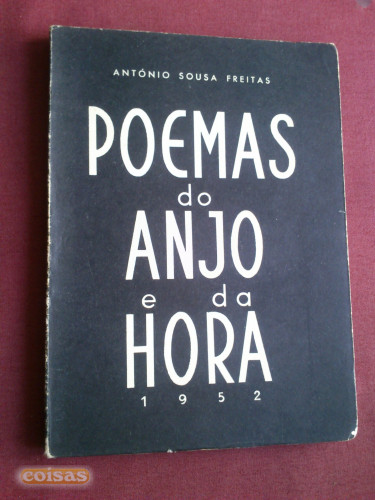 ANTÓNIO SOUSA FREITAS
POEMAS
do
ANJO
e da
HORA
1952
coisas